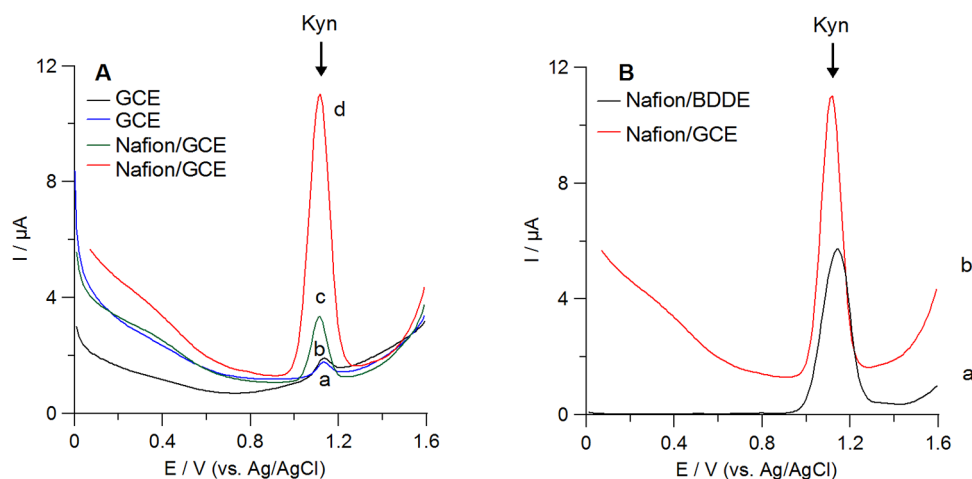 Kyn
A
12
GCE
GCE
Nafion/GCE
Nafion/GCE
d
8
I / µA
c
4
b
a
0
0 0.4 0.8 1.2 1.6
E / V (vs. Ag/AgCl)
Kyn
B
12
Nafion/BDDE
Nafion/GCE
8
I / µA
b
4
a
0
0 0.4 0.8 1.2 1.6
E / V (vs. Ag/AgCl)